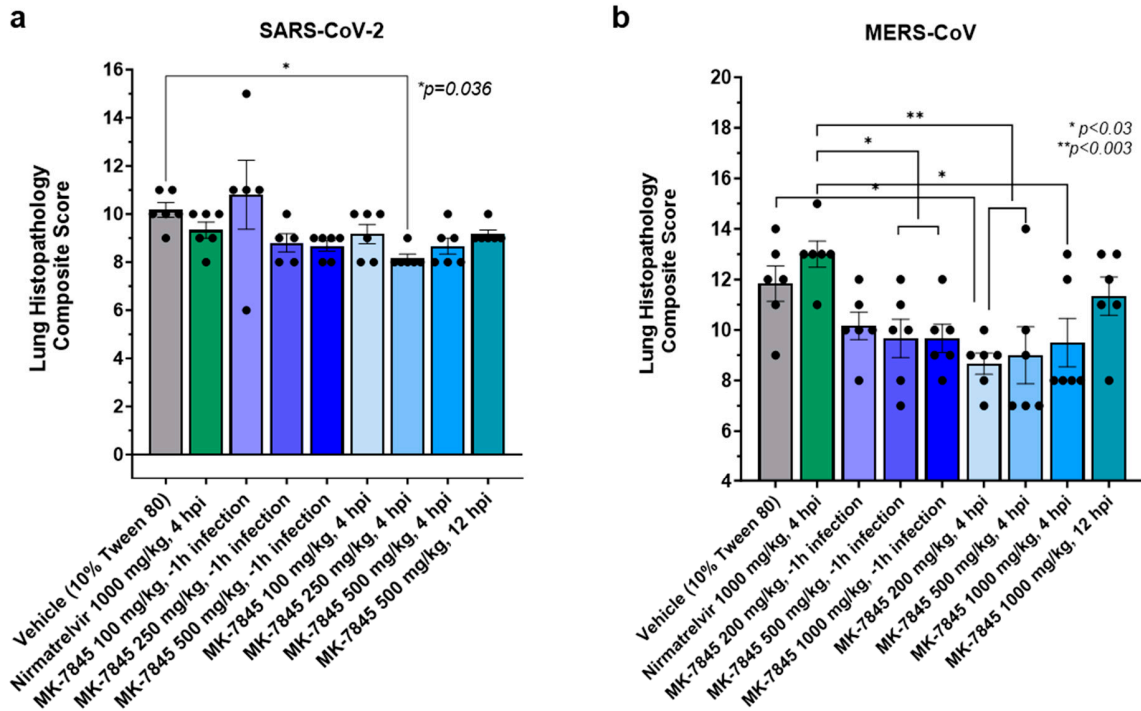 a
SARS-CoV-2
Lung Histopathology
Composite Score
16
14
12
10
8
6
4
2
0
*
*p=0.036
Vehicle (10% Tween 80)
Nirmatrelvir 1000 mg/kg, 4 hpi
MK-7845 100 mg/kg, -1h infection
MK-7845 250 mg/kg, -1h infection
MK-7845 500 mg/kg, -1h infection
MK-7845 100 mg/kg, 4 hpi
MK-7845 250 mg/kg, 4 hpi
MK-7845 500 mg/kg, 4 hpi
MK-7845 500 mg/kg, 12 hpi
b
MERS-CoV
Lung Histopathology
Composite Score
20
18
16
14
12
10
8
6
4
**
*
*
*
* p<0.03
**p<0.003
Vehicle (10% Tween 80)
Nirmatrelvir 1000 mg/kg, 4 hpi
MK-7845 200 mg/kg, -1h infection
MK-7845 500 mg/kg, -1h infection
MK-7845 1000 mg/kg, -1h infection
MK-7845 200 mg/kg, 4 hpi
MK-7845 500 mg/kg, 4 hpi
MK-7845 1000 mg/kg, 4 hpi
MK-7845 1000 mg/kg, 12 hpi